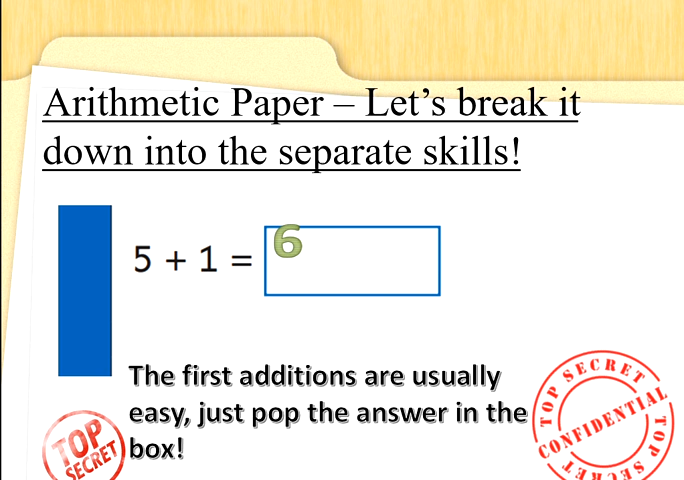 Arithmetic Paper – Let’s break it
down into the separate skills!
5 + 1 = 6
The first additions are usually
easy, just pop the answer in the
box!
TOP
SECRET
TOP SECRET
CONFIDENTIAL
TOP SECRET